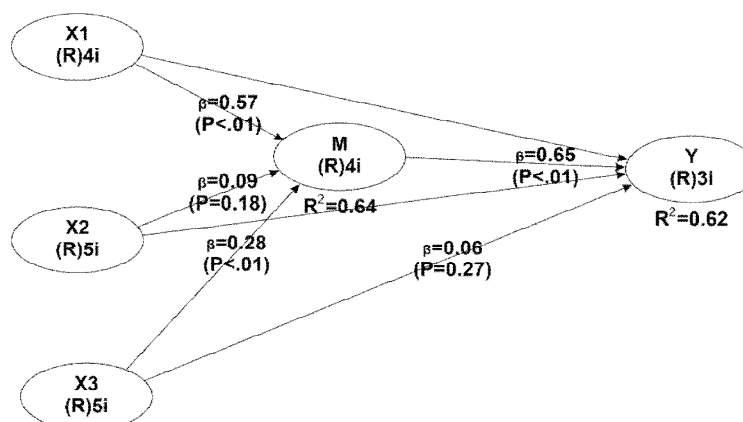 X1
(R)4i
β=0.57
(P<.01)
M
(R)4i
R²=0.64
β=0.65
(P<.01)
Y
(R)3i
R²=0.62
β=0.09
(P=0.18)
X2
(R)5i
β=0.28
(P<.01)
β=0.06
(P=0.27)
X3
(R)5i